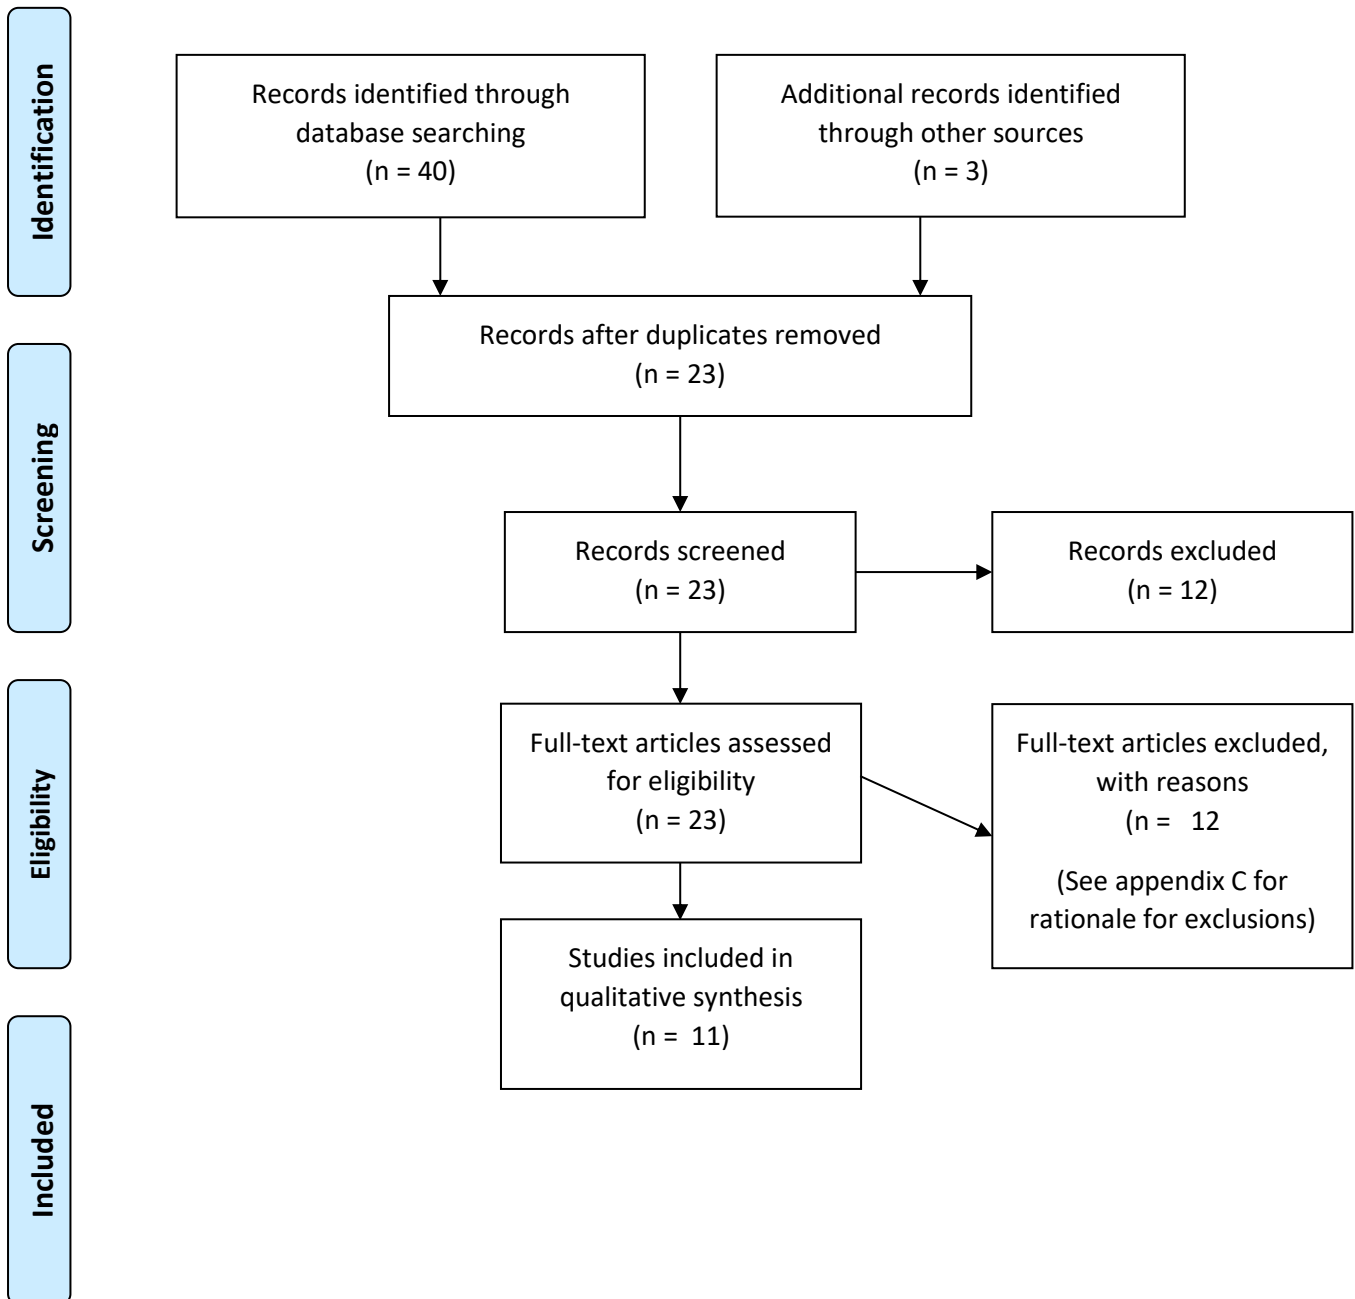 Identification
Records identified through
database searching
(n = 40)
Additional records identified
through other sources
(n = 3)
Records after duplicates removed
(n = 23)
Screening
Records screened
(n = 23)
Records excluded
(n = 12)
Eligibility
Full-text articles assessed
for eligibility
(n = 23)
Full-text articles excluded,
with reasons
(n = 12
(See appendix C for
rationale for exclusions)
Studies included in
qualitative synthesis
(n = 11)
Included